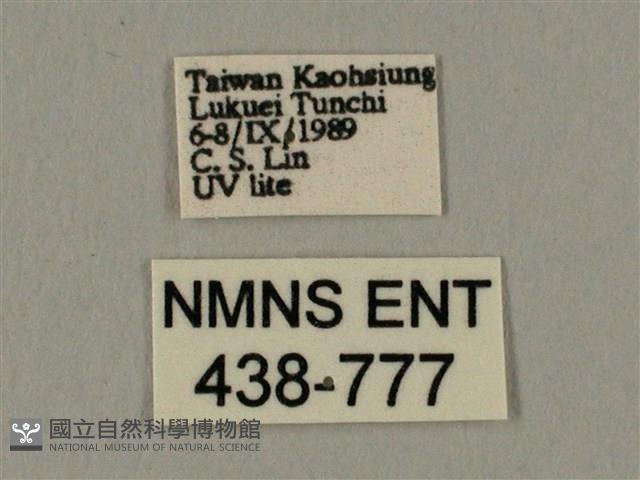 Taiwan Kaohsiung
Lukuei Tunchi
6-8/IX/1989
C. S. Lin
UV lite
NMNS ENT
438-777
國立自然科學博物館
NATIONAL MUSEUM OF NATURAL SCIENCE